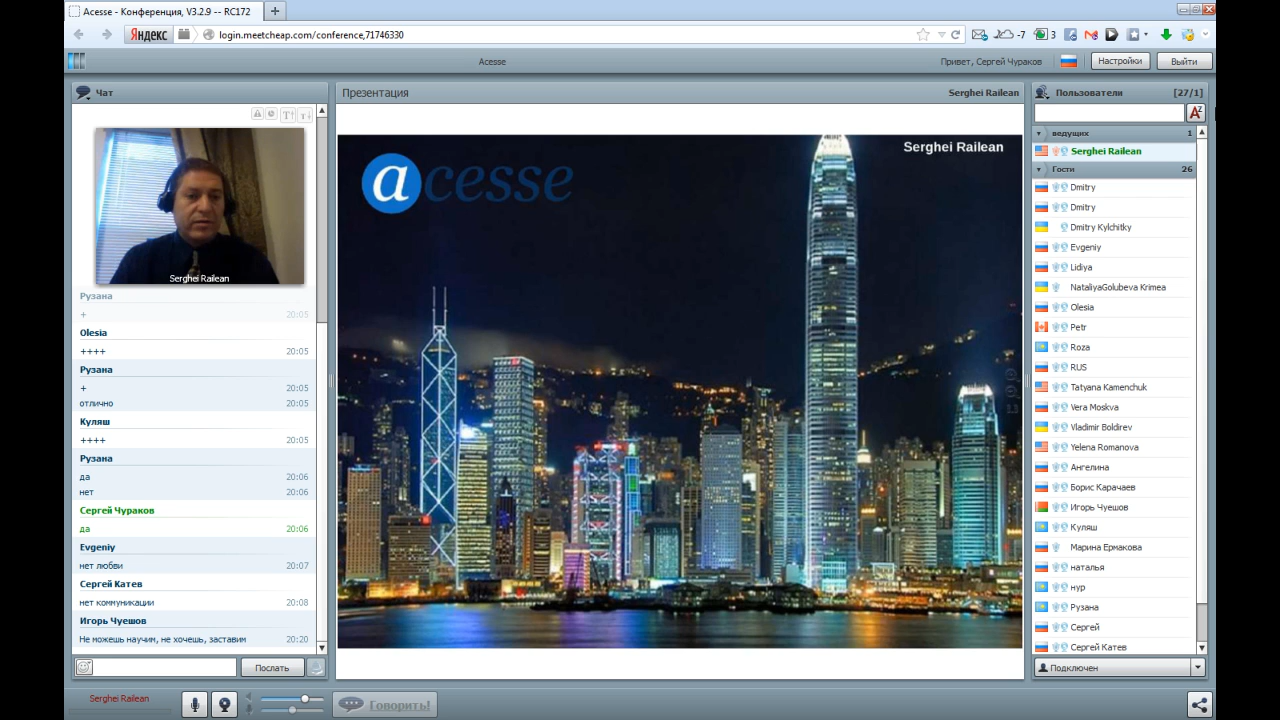 Acesse - Конференция, V3.2.9 -- RC172
Яндекс
login.meetcheap.com/conference,71746330
-7
3
Acesse
Привет, Сергей Чураков
Настройки
Выйти
Чат
Serghei Railean
Рузана
+ 20:05
Olesia
++++ 20:05
Рузана
+ 20:05
отлично 20:05
Куляш
++++ 20:05
Рузана
да 20:06
нет 20:06
Сергей Чураков
да 20:06
Evgeniy
нет любви 20:07
Сергей Катев
нет коммуникации 20:08
Игорь Чуешов
Не можешь научим, не хочешь, заставим 20:20
Послать
Презентация
Serghei Railean
acesse
Serghei Railean
Пользователи [27/1]
ведущих 1
Serghei Railean
Гости 26
Dmitry
Dmitry
Dmitry Kylchitky
Evgeniy
Lidiya
NataliyaGolubeva Krimea
Olesia
Petr
Roza
RUS
Tatyana Kamenchuk
Vera Moskva
Vladimir Boldirev
Yelena Romanova
Ангелина
Борис Карачаев
Игорь Чуешов
Куляш
Марина Ермакова
наталья
нур
Рузана
Сергей
Сергей Катев
Подключен
Serghei Railean
Говорить!